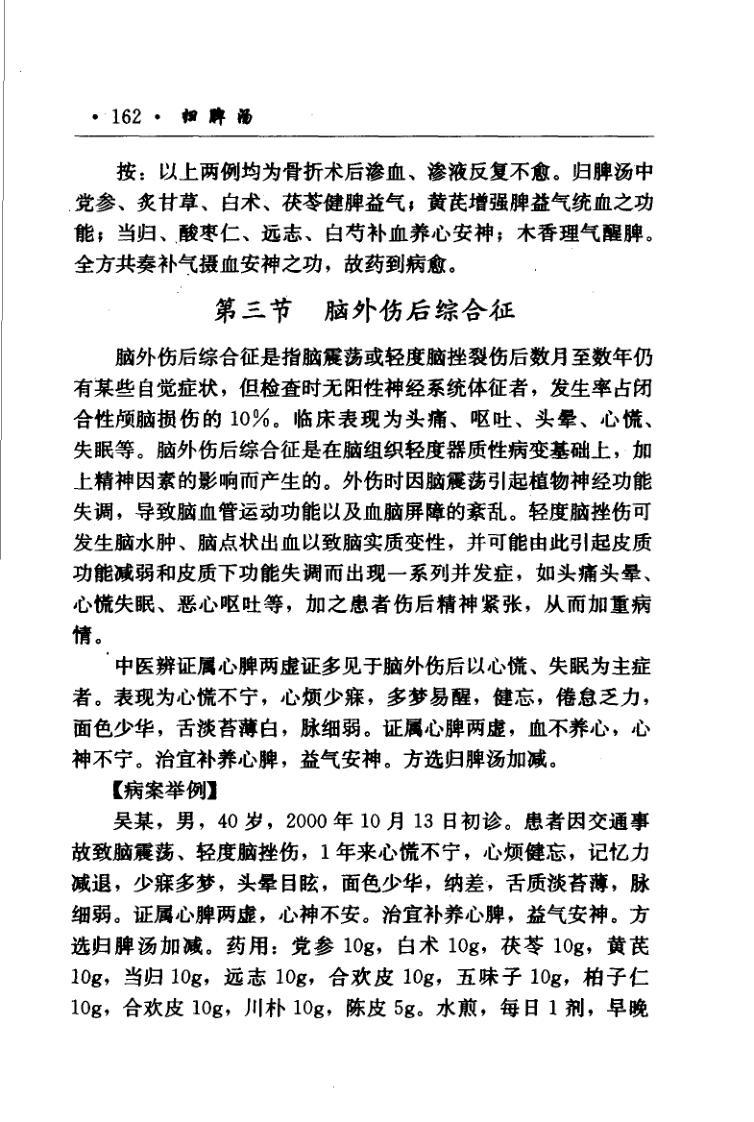 · 162 · 归脾汤
按：以上两例均为骨折术后渗血、渗液反复不愈。归脾汤中
党参、炙甘草、白术、茯苓健脾益气；黄芪增强脾益气统血之功
能；当归、酸枣仁、远志、白芍补血养心安神；木香理气醒脾。
全方共奏补气摄血安神之功，故药到病愈。
第三节 脑外伤后综合征
脑外伤后综合征是指脑震荡或轻度脑挫裂伤后数月至数年仍
有某些自觉症状，但检查时无阳性神经系统体征者，发生率占闭
合性颅脑损伤的 10%。临床表现为头痛、呕吐、头晕、心慌、
失眠等。脑外伤后综合征是在脑组织轻度器质性病变基础上，加
上精神因素的影响而产生的。外伤时因脑震荡引起植物神经功能
失调，导致脑血管运动功能以及血脑屏障的紊乱。轻度脑挫伤可
发生脑水肿、脑点状出血以致脑实质变性，并可能由此引起皮质
功能减弱和皮质下功能失调而出现一系列并发症，如头痛头晕、
心慌失眠、恶心呕吐等，加之患者伤后精神紧张，从而加重病
情。
中医辨证属心脾两虚证多见于脑外伤后以心慌、失眠为主症
者。表现为心慌不宁，心烦少寐，多梦易醒，健忘，倦怠乏力，
面色少华，舌淡苔薄白，脉细弱。证属心脾两虚，血不养心，心
神不宁。治宜补养心脾，益气安神。方选归脾汤加减。
【病案举例】
吴某，男，40 岁，2000 年 10 月 13 日初诊。患者因交通事
故致脑震荡、轻度脑挫伤，1 年来心慌不宁，心烦健忘，记忆力
减退，少寐多梦，头晕目眩，面色少华，纳差，舌质淡苔薄，脉
细弱。证属心脾两虚，心神不安。治宜补养心脾，益气安神。方
选归脾汤加减。药用：党参 10g，白术 10g，茯苓 10g，黄芪
10g，当归 10g，远志 10g，合欢皮 10g，五味子 10g，柏子仁
10g，合欢皮 10g，川朴 10g，陈皮 5g。水煎，每日 1 剂，早晚